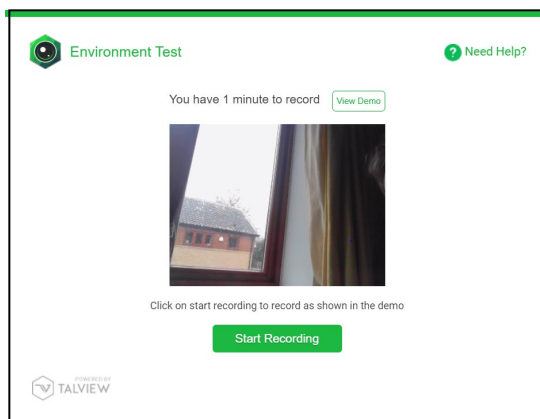 Environment Test
? Need Help?
You have 1 minute to record View Demo
Click on start recording to record as shown in the demo
Start Recording
POWERED BY
TALVIEW